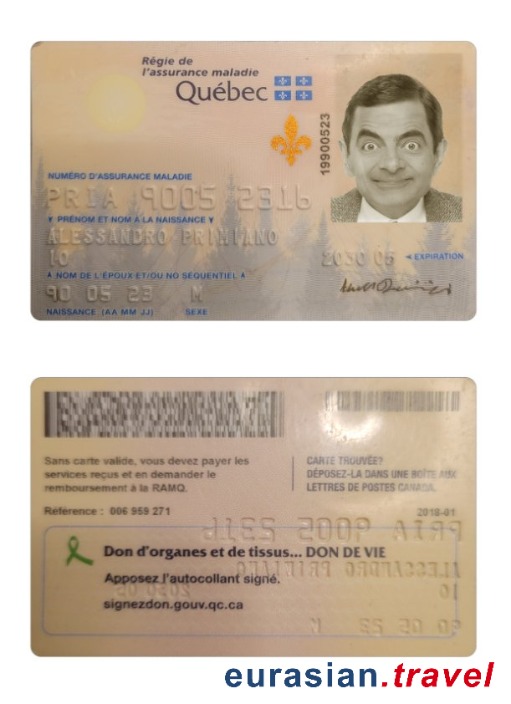 Régie de
l'assurance maladie
Québec
19900523
NUMÉRO D'ASSURANCE MALADIE
PRIA 9005 2316
▼ PRÉNOM ET NOM À LA NAISSANCE ▼
ALESSANDRO PRIMIANO
10
2030 05 ◄ EXPIRATION
▲ NOM DE L'ÉPOUX ET/OU NO SÉQUENTIEL ▲
90 05 23 M
NAISSANCE (AA MM JJ) SEXE
Sans carte valide, vous devez payer les
services reçus et en demander le
remboursement à la RAMQ.
CARTE TROUVÉE?
DÉPOSEZ-LA DANS UNE BOÎTE AUX
LETTRES DE POSTES CANADA.
Référence : 006 959 271
2018-01
Don d'organes et de tissus... DON DE VIE
Apposez l'autocollant signé.
signezdon.gouv.qc.ca
eurasian.travel